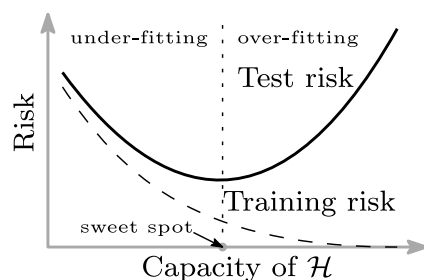 under-fitting
over-fitting
Test risk
Risk
Training risk
sweet spot
Capacity of ℋ